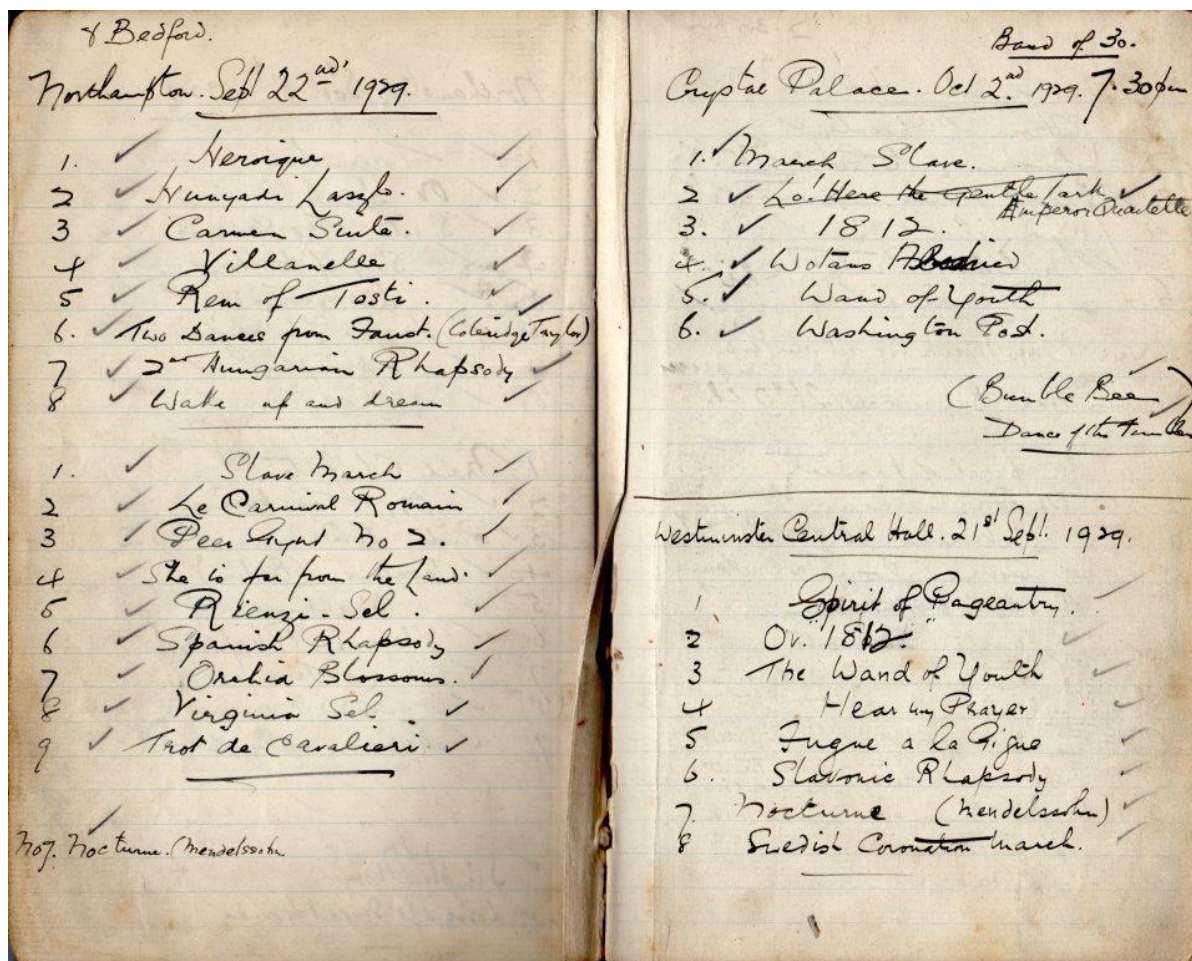 & Bedford.
Northampton. Sept 22nd 1929.
1. Heroique
2 Hunyadi Laszlo.
3 Carmen Suite.
4 Villanelle
5 Rem of Tosti.
6. Two Dances from Faust. (Coleridge Taylor)
7 2nd Hungarian Rhapsody
8 Wake up and dream
1. Slave March
2 Le Carnival Romain
3 Peer Gynt No 2.
4 She is far from the Land.
5 Rienzi - Sel.
6 Spanish Rhapsody
7 Orchid Blossoms.
8 Virginia Sel.
9 Trot de Cavalieri
No 7. Nocturne. (Mendelssohn
Band of 30.
Crystal Palace. Oct 2nd. 1929. 7.30pm
1. March Slave.
2 Lo! Here the Gentle Lark
Emperor Quartette
3. 1812.
4. Wotans
5. Wand of Youth
6. Washington Post.
(Bumble Bee)
Dance of the Tumblers
Westminster Central Hall. 21st Sept. 1929.
1 Spirit of Pageantry.
2 Ov. "1812."
3 The Wand of Youth
4 Hear my Prayer
5 Fugue a la Gigue
6. Slavonic Rhapsody
7. Nocturne (Mendelssohn)
8 Swedish Coronation March.